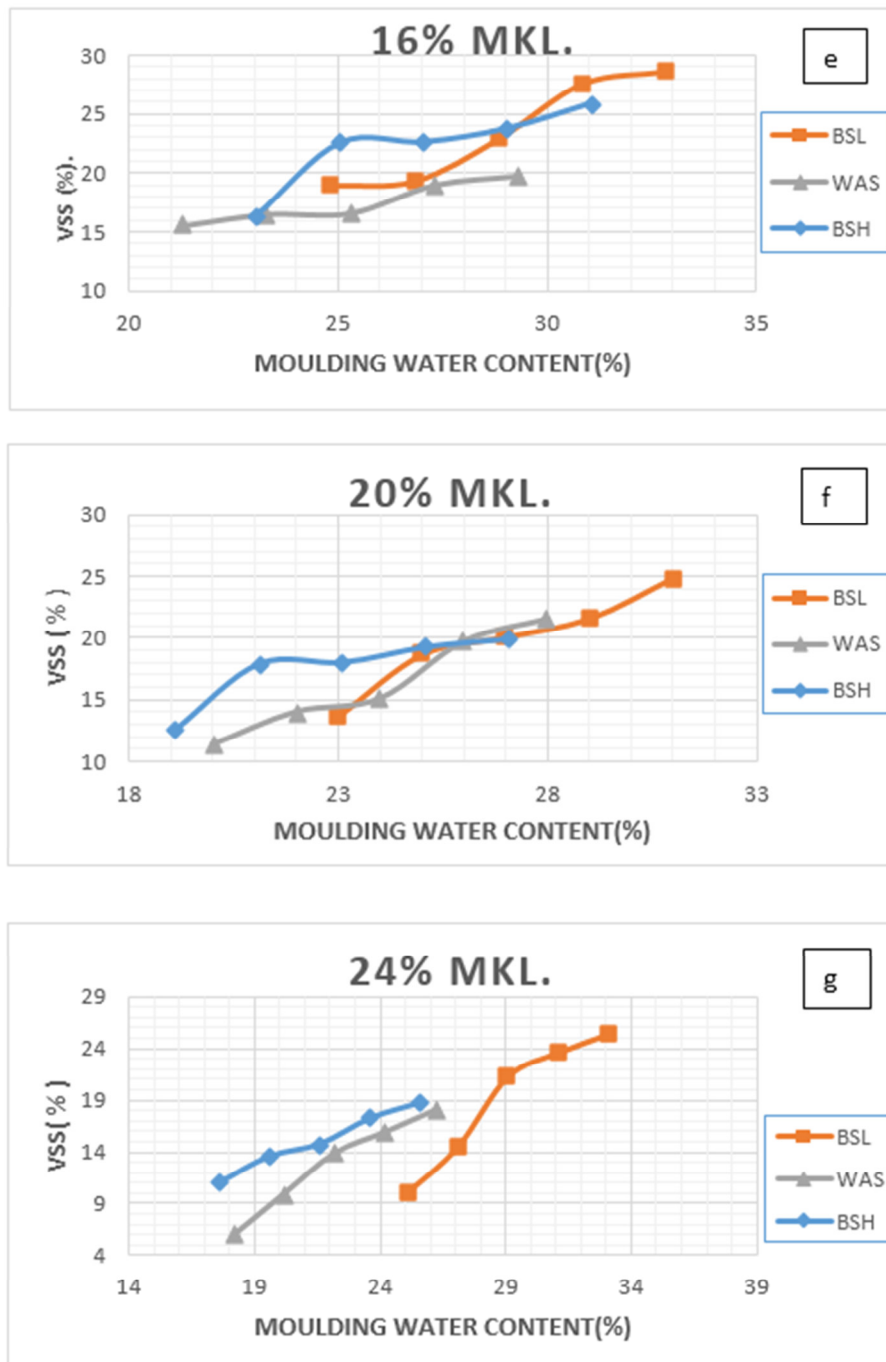 16% MKL.
e
30
25
20
15
10
VSS (%).
20
25
30
35
MOULDING WATER CONTENT(%)
BSL
WAS
BSH
20% MKL.
f
30
25
20
15
10
VSS ( % )
18
23
28
33
MOULDING WATER CONTENT(%)
BSL
WAS
BSH
24% MKL.
g
29
24
19
14
9
4
VSS( % )
14
19
24
29
34
39
MOULDING WATER CONTENT(%)
BSL
WAS
BSH